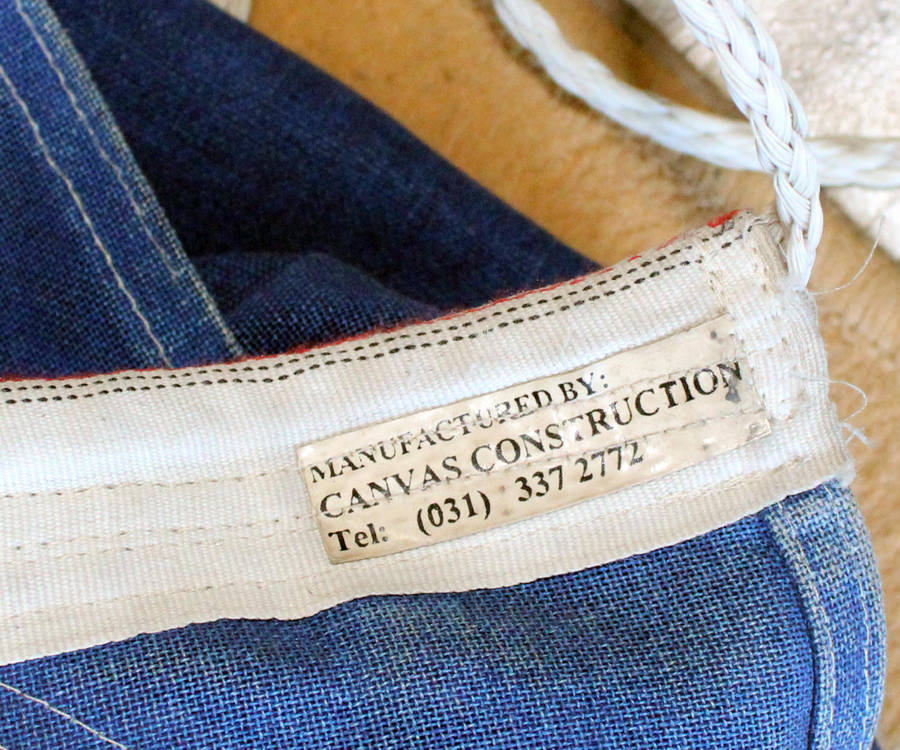 MANUFACTURED BY:
CANVAS CONSTRUCTION
Tel: (031) 337 2772